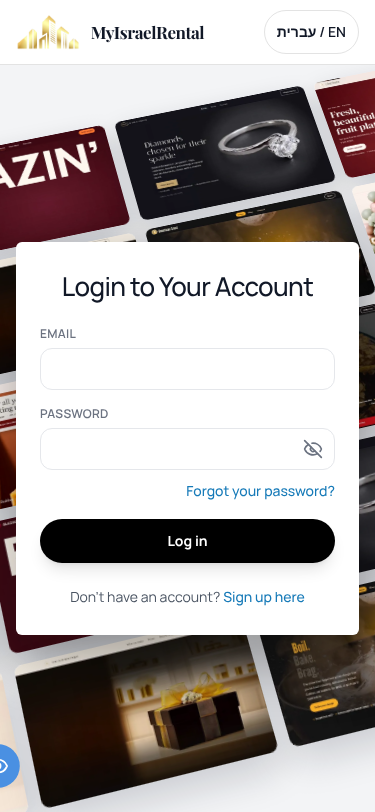 MyIsraelRental
עברית / EN
AZIN'
Diamonds
chosen for their
sparkle
Fresh,
beautiful
fruit pla
Login to Your Account
EMAIL
PASSWORD
Forgot your password?
Log in
Don't have an account? Sign up here
Boil.
Bake.
Brag.